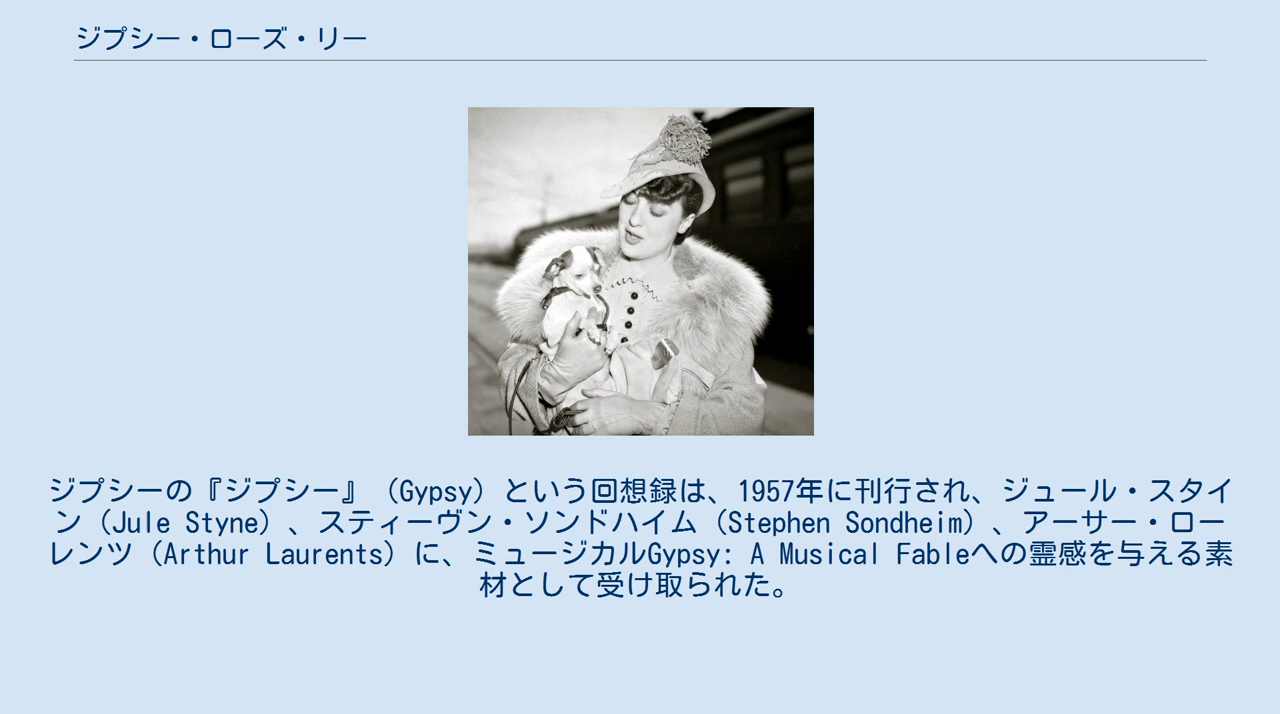 ジプシー・ローズ・リー
ジプシーの『ジプシー』（Gypsy）という回想録は、1957年に刊行され、ジュール・スタイ
ン（Jule Styne）、スティーヴン・ソンドハイム（Stephen Sondheim）、アーサー・ロー
レンツ（Arthur Laurents）に、ミュージカルGypsy: A Musical Fableへの霊感を与える素
材として受け取られた。